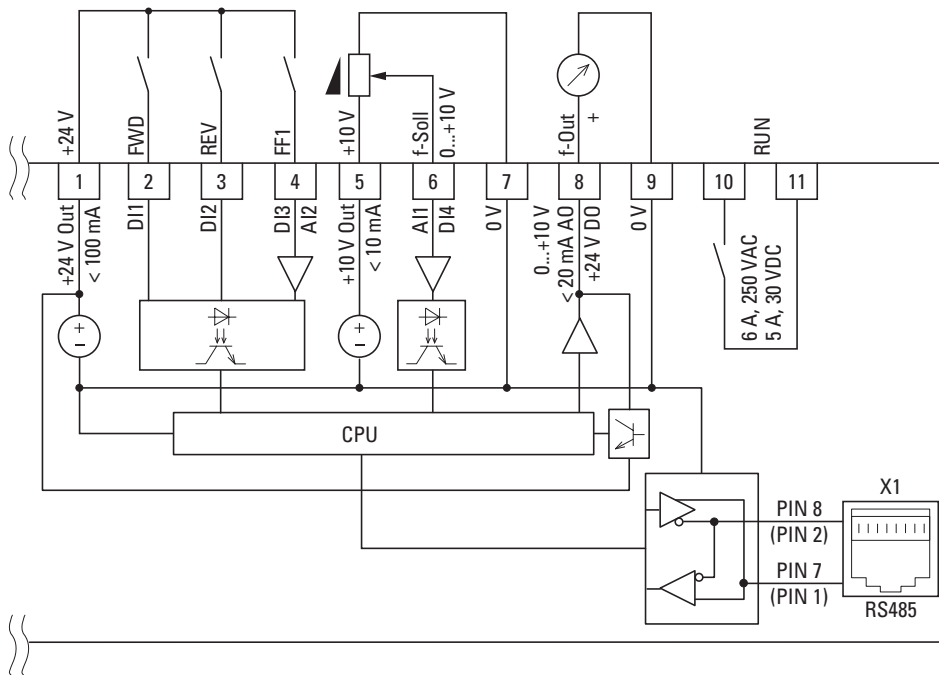 +24 V
FWD
REV
FF1
+10 V
f-Soll
0...+10 V
f-Out
+
RUN
1
2
3
4
5
6
7
8
9
10
11
+24 V Out
< 100 mA
DI1
DI2
DI3
AI2
+10 V Out
< 10 mA
AI1
DI4
0 V
0...+10 V
< 20 mA AO
+24 V DO
0 V
6 A, 250 VAC
5 A, 30 VDC
+
−
+
−
CPU
X1
PIN 8
(PIN 2)
PIN 7
(PIN 1)
RS485